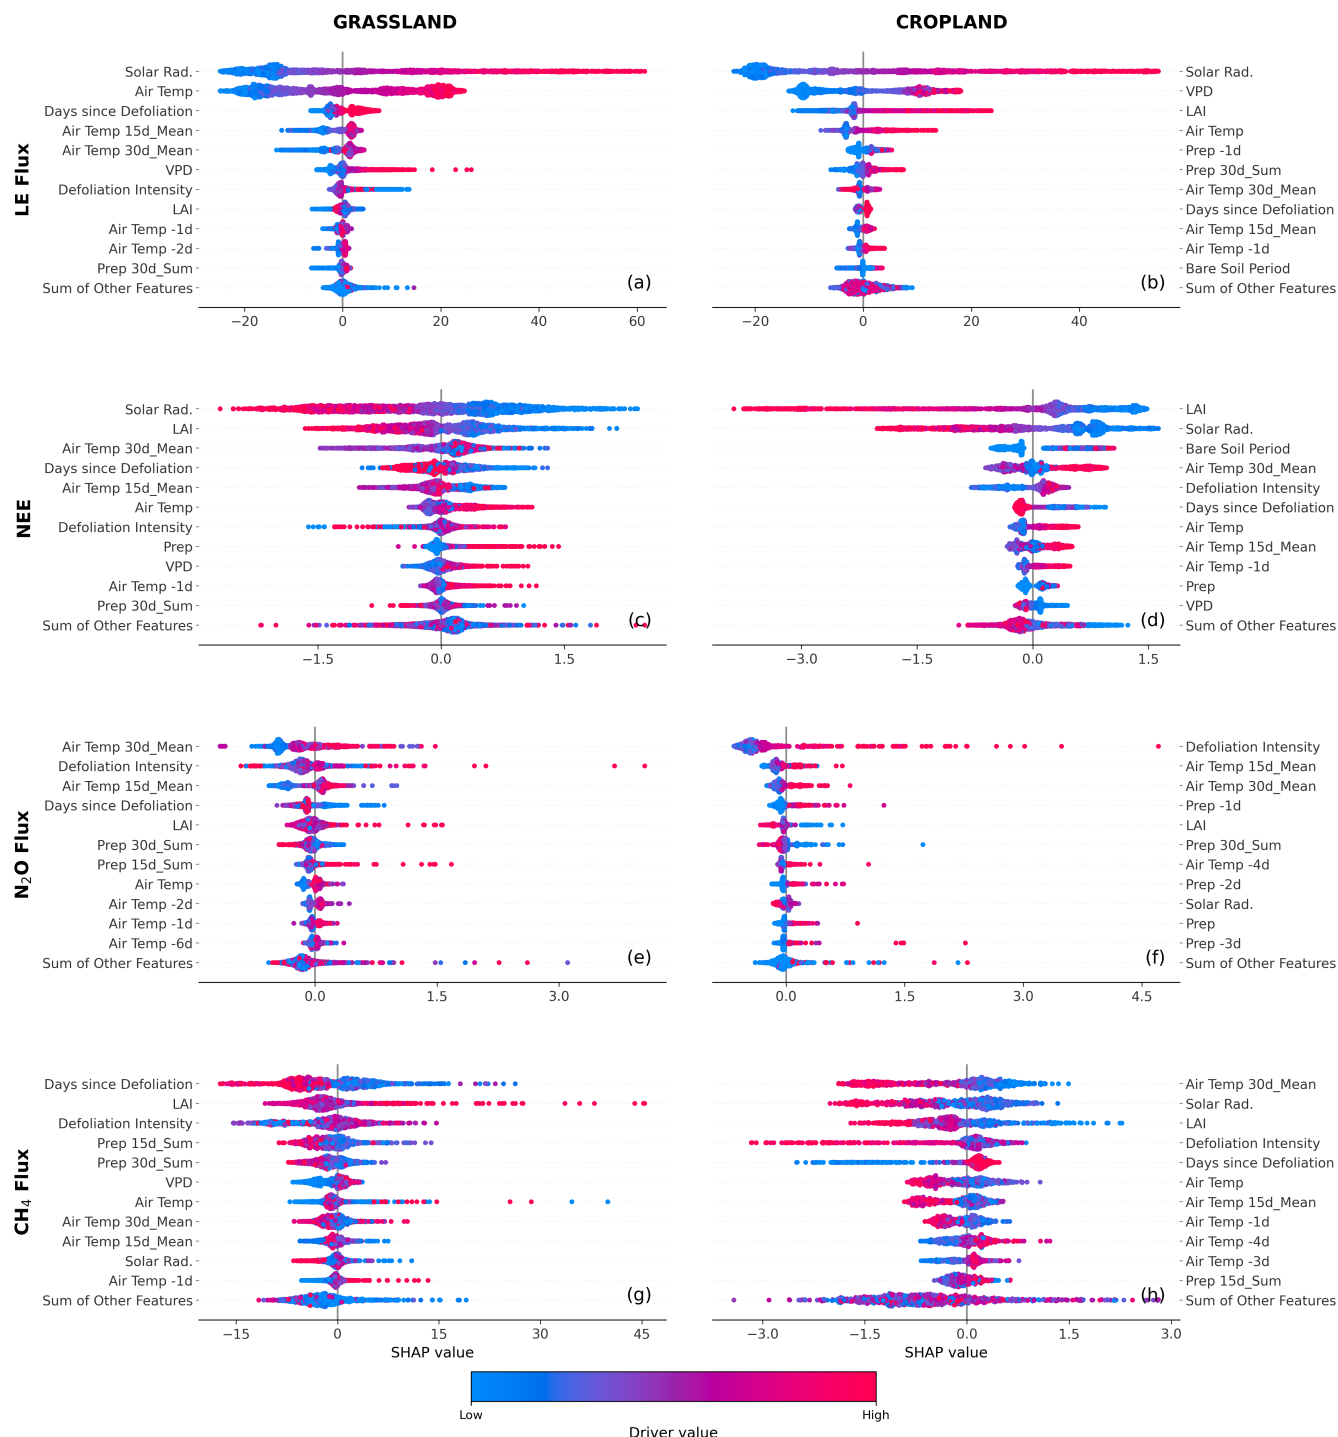 GRASSLAND
CROPLAND
LE Flux
Solar Rad.
Air Temp
Days since Defoliation
Air Temp 15d_Mean
Air Temp 30d_Mean
VPD
Defoliation Intensity
LAI
Air Temp -1d
Air Temp -2d
Prep 30d_Sum
Sum of Other Features
(a)
−20 0 20 40 60
Solar Rad.
VPD
LAI
Air Temp
Prep -1d
Prep 30d_Sum
Air Temp 30d_Mean
Days since Defoliation
Air Temp 15d_Mean
Air Temp -1d
Bare Soil Period
Sum of Other Features
(b)
−20 0 20 40
NEE
Solar Rad.
LAI
Air Temp 30d_Mean
Days since Defoliation
Air Temp 15d_Mean
Air Temp
Defoliation Intensity
Prep
VPD
Air Temp -1d
Prep 30d_Sum
Sum of Other Features
(c)
−1.5 0.0 1.5
LAI
Solar Rad.
Bare Soil Period
Air Temp 30d_Mean
Defoliation Intensity
Days since Defoliation
Air Temp
Air Temp 15d_Mean
Air Temp -1d
Prep
VPD
Sum of Other Features
(d)
−3.0 −1.5 0.0 1.5
N₂O Flux
Air Temp 30d_Mean
Defoliation Intensity
Air Temp 15d_Mean
Days since Defoliation
LAI
Prep 30d_Sum
Prep 15d_Sum
Air Temp
Air Temp -2d
Air Temp -1d
Air Temp -6d
Sum of Other Features
(e)
0.0 1.5 3.0
Defoliation Intensity
Air Temp 15d_Mean
Air Temp 30d_Mean
Prep -1d
LAI
Prep 30d_Sum
Air Temp -4d
Prep -2d
Solar Rad.
Prep
Prep -3d
Sum of Other Features
(f)
0.0 1.5 3.0 4.5
CH₄ Flux
Days since Defoliation
LAI
Defoliation Intensity
Prep 15d_Sum
Prep 30d_Sum
VPD
Air Temp
Air Temp 30d_Mean
Air Temp 15d_Mean
Solar Rad.
Air Temp -1d
Sum of Other Features
(g)
−15 0 15 30 45
SHAP value
Air Temp 30d_Mean
Solar Rad.
LAI
Defoliation Intensity
Days since Defoliation
Air Temp
Air Temp 15d_Mean
Air Temp -1d
Air Temp -4d
Air Temp -3d
Prep 15d_Sum
Sum of Other Features
(h)
−3.0 −1.5 0.0 1.5 3.0
SHAP value
Low High
Driver value